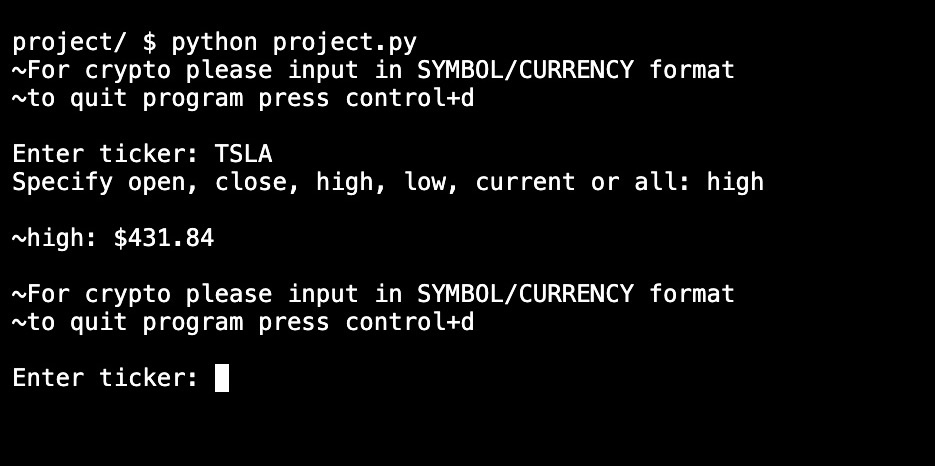 project/ $ python project.py
~For crypto please input in SYMBOL/CURRENCY format
~to quit program press control+d
Enter ticker: TSLA
Specify open, close, high, low, current or all: high
~high: $431.84
~For crypto please input in SYMBOL/CURRENCY format
~to quit program press control+d
Enter ticker: